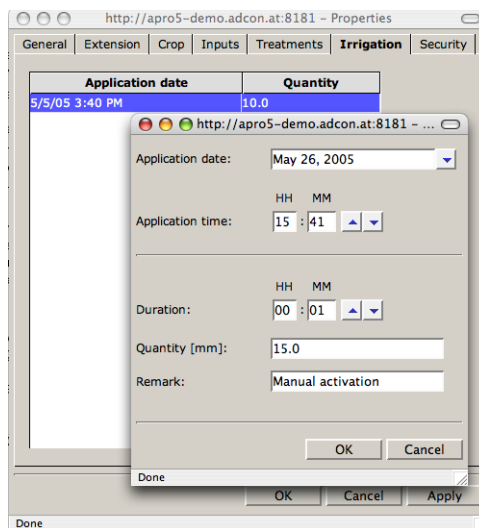 http://apro5-demo.adcon.at:8181 - Properties
General Extension Crop Inputs Treatments Irrigation Security
Application date Quantity
5/5/05 3:40 PM 10.0
http://apro5-demo.adcon.at:8181 - ...
Application date: May 26, 2005
HH MM
Application time: 15 : 41
HH MM
Duration: 00 : 01
Quantity [mm]: 15.0
Remark: Manual activation
OK Cancel
Done
OK Cancel Apply
Done